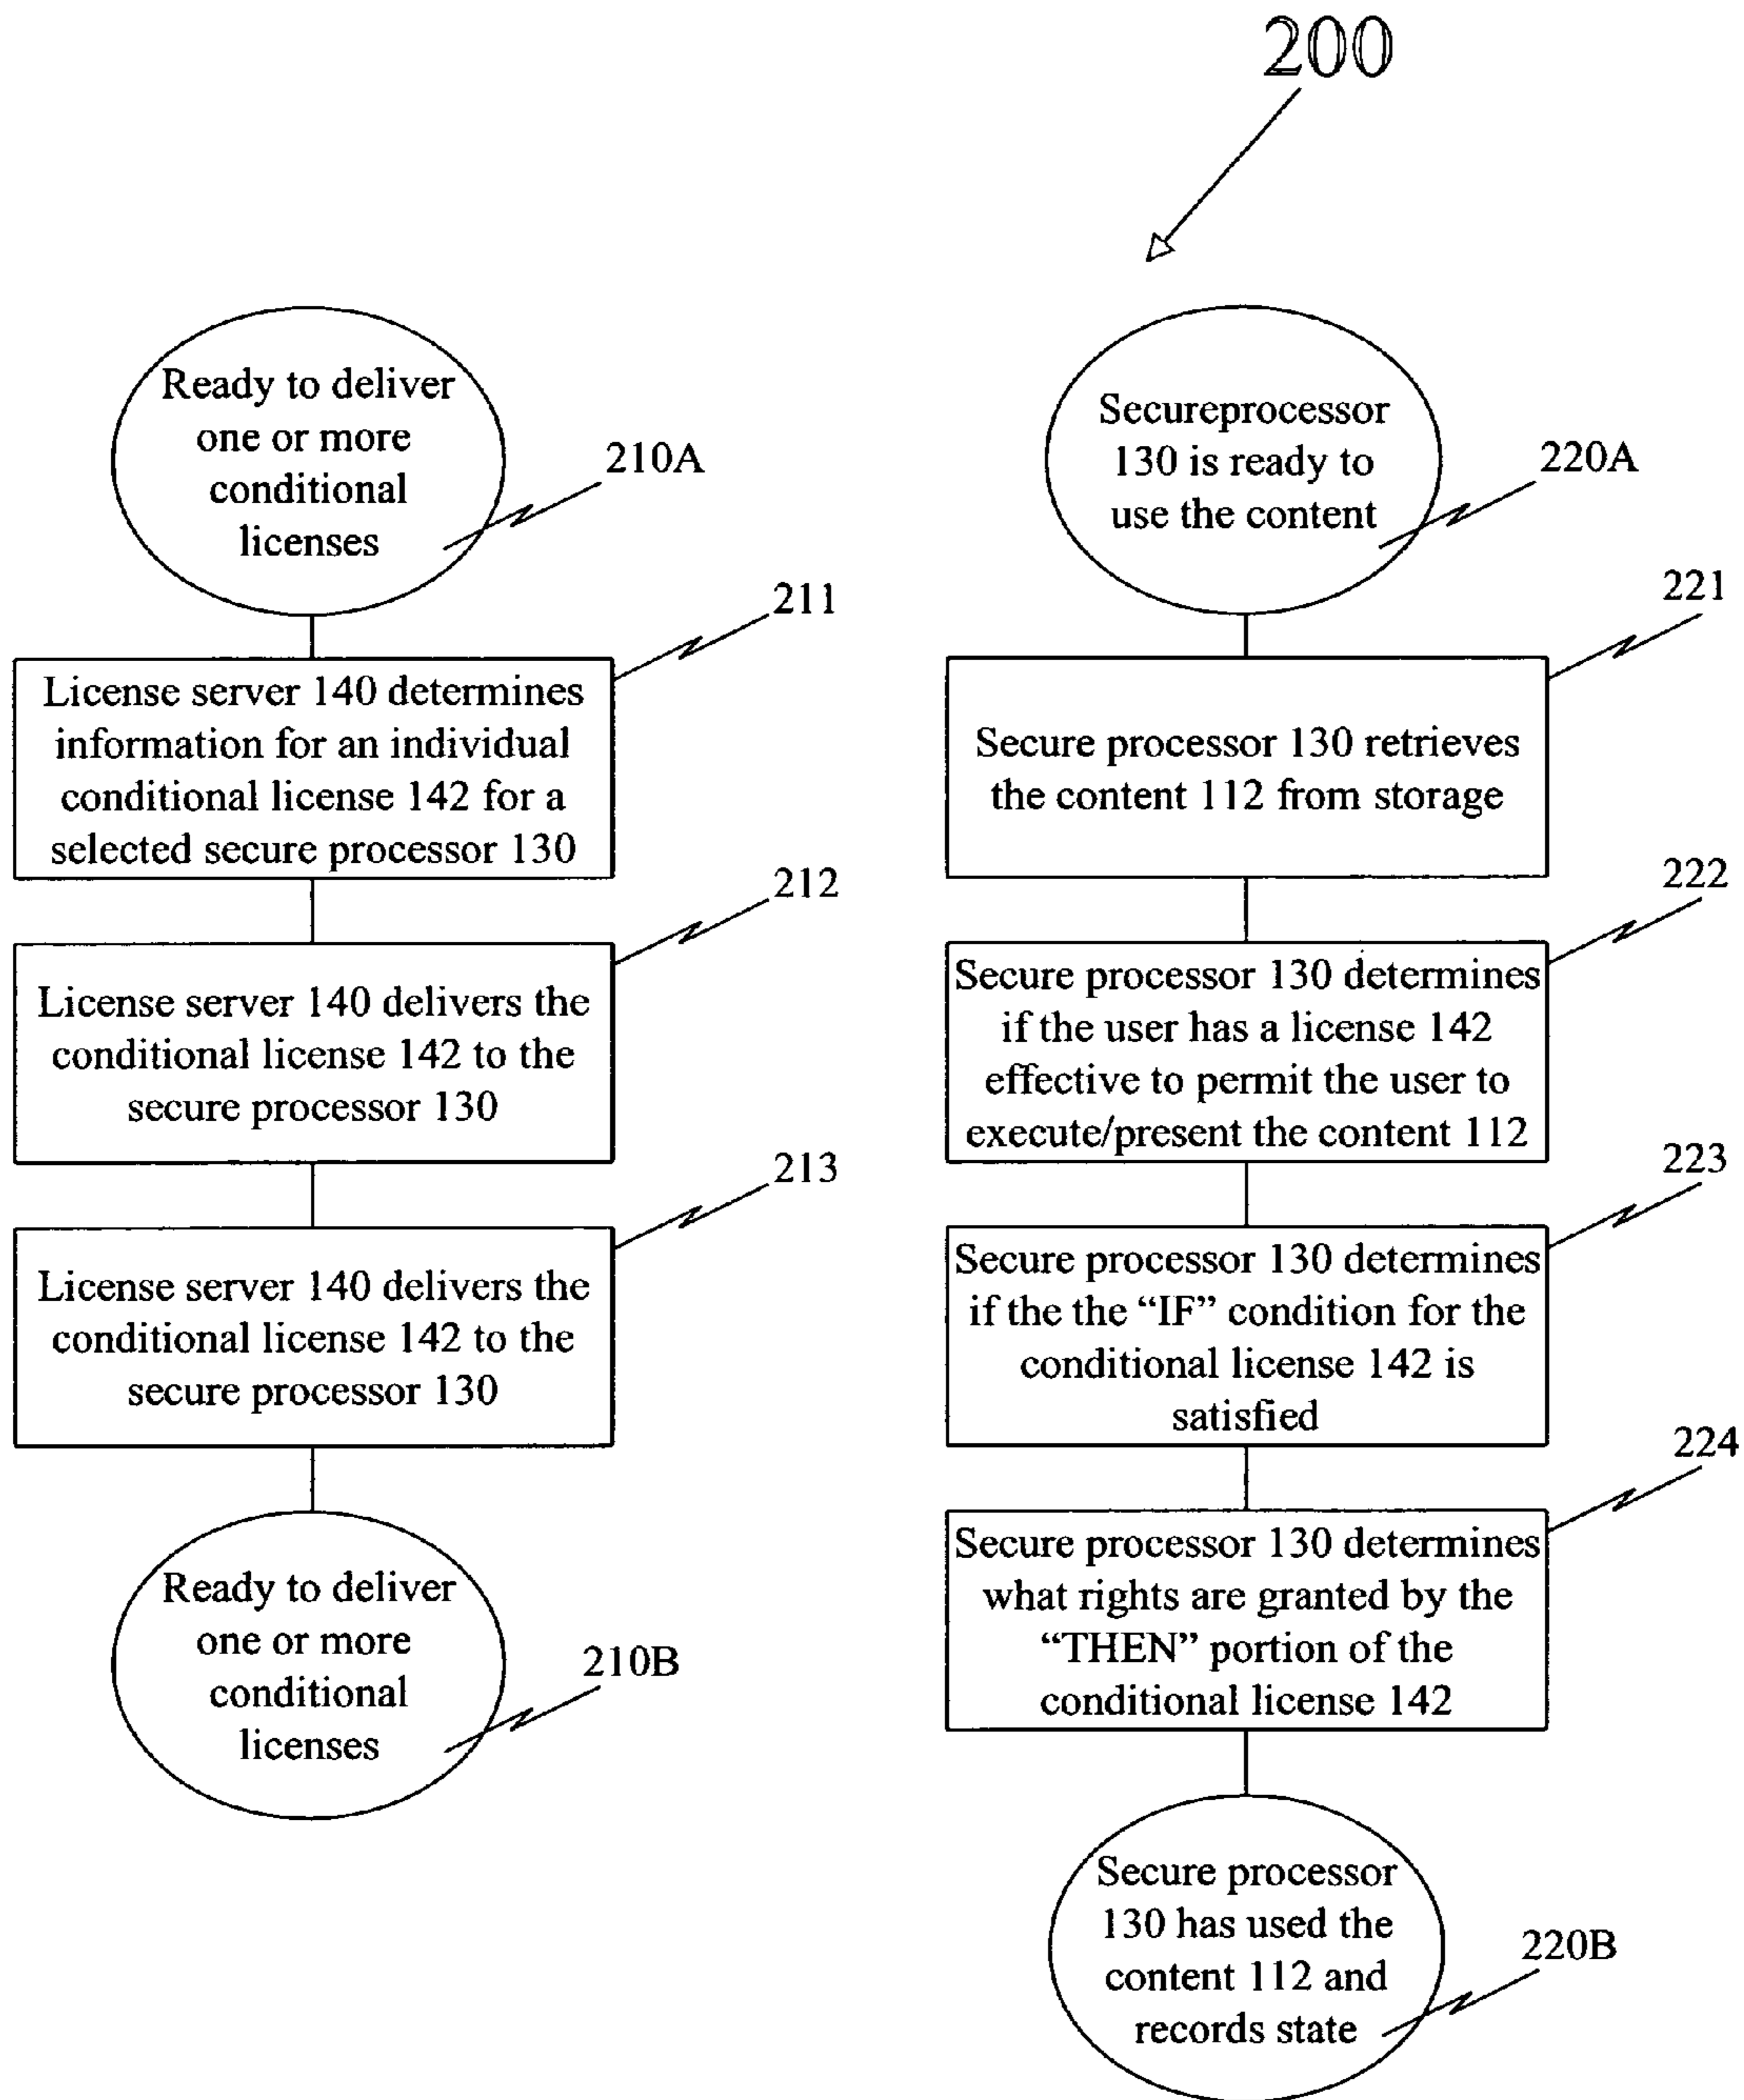 200
Ready to deliver
one or more
conditional
licenses
210A
211
License server 140 determines
information for an individual
conditional license 142 for a
selected secure processor 130
212
License server 140 delivers the
conditional license 142 to the
secure processor 130
213
License server 140 delivers the
conditional license 142 to the
secure processor 130
Ready to deliver
one or more
conditional
licenses
210B
Secureprocessor
130 is ready to
use the content
220A
221
Secure processor 130 retrieves
the content 112 from storage
222
Secure processor 130 determines
if the user has a license 142
effective to permit the user to
execute/present the content 112
223
Secure processor 130 determines
if the the “IF” condition for the
conditional license 142 is
satisfied
224
Secure processor 130 determines
what rights are granted by the
“THEN” portion of the
conditional license 142
Secure processor
130 has used the
content 112 and
records state
220B